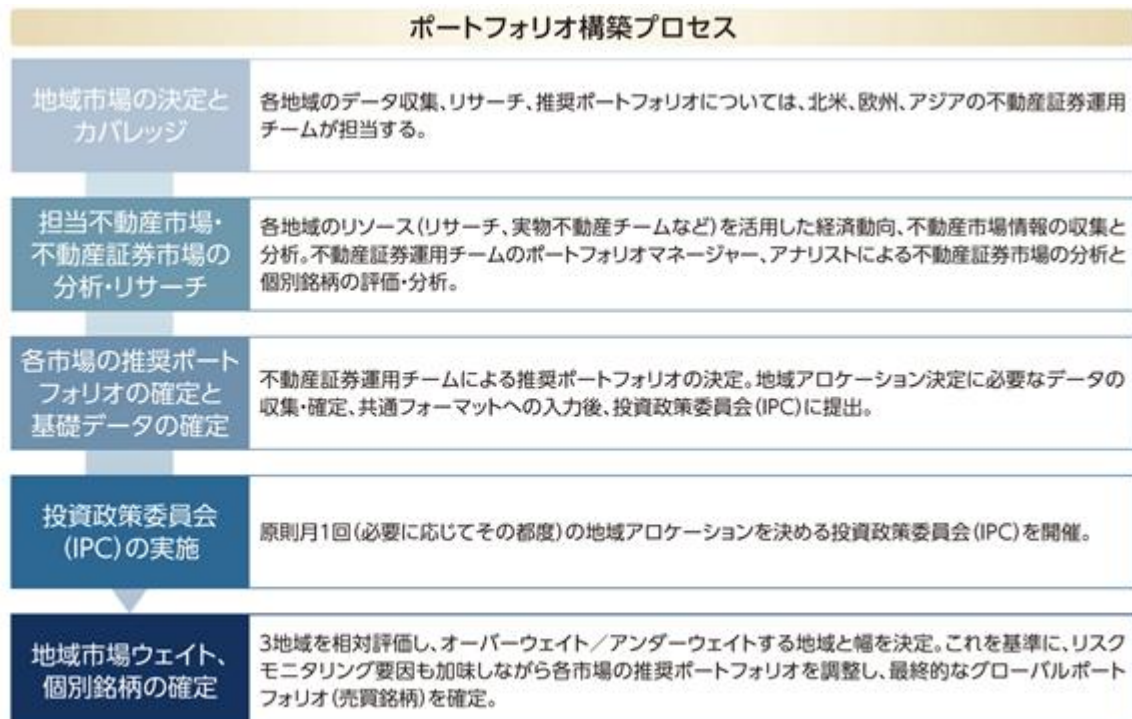 ポートフォリオ構築プロセス
地域市場の決定と
カバレッジ
各地域のデータ収集、リサーチ、推奨ポートフォリオについては、北米、欧州、アジアの不動産証券運用
チームが担当する。
担当不動産市場・
不動産証券市場の
分析・リサーチ
各地域のリソース(リサーチ、実物不動産チームなど)を活用した経済動向、不動産市場情報の収集と
分析。不動産証券運用チームのポートフォリオマネージャー、アナリストによる不動産証券市場の分析と
個別銘柄の評価・分析。
各市場の推奨ポート
フォリオの確定と
基礎データの確定
不動産証券運用チームによる推奨ポートフォリオの決定。地域アロケーション決定に必要なデータの
収集・確定、共通フォーマットへの入力後、投資政策委員会(IPC)に提出。
投資政策委員会
(IPC)の実施
原則月1回(必要に応じてその都度)の地域アロケーションを決める投資政策委員会(IPC)を開催。
地域市場ウェイト、
個別銘柄の確定
3地域を相対評価し、オーバーウェイト／アンダーウェイトする地域と幅を決定。これを基準に、リスク
モニタリング要因も加味しながら各市場の推奨ポートフォリオを調整し、最終的なグローバルポート
フォリオ(売買銘柄)を確定。